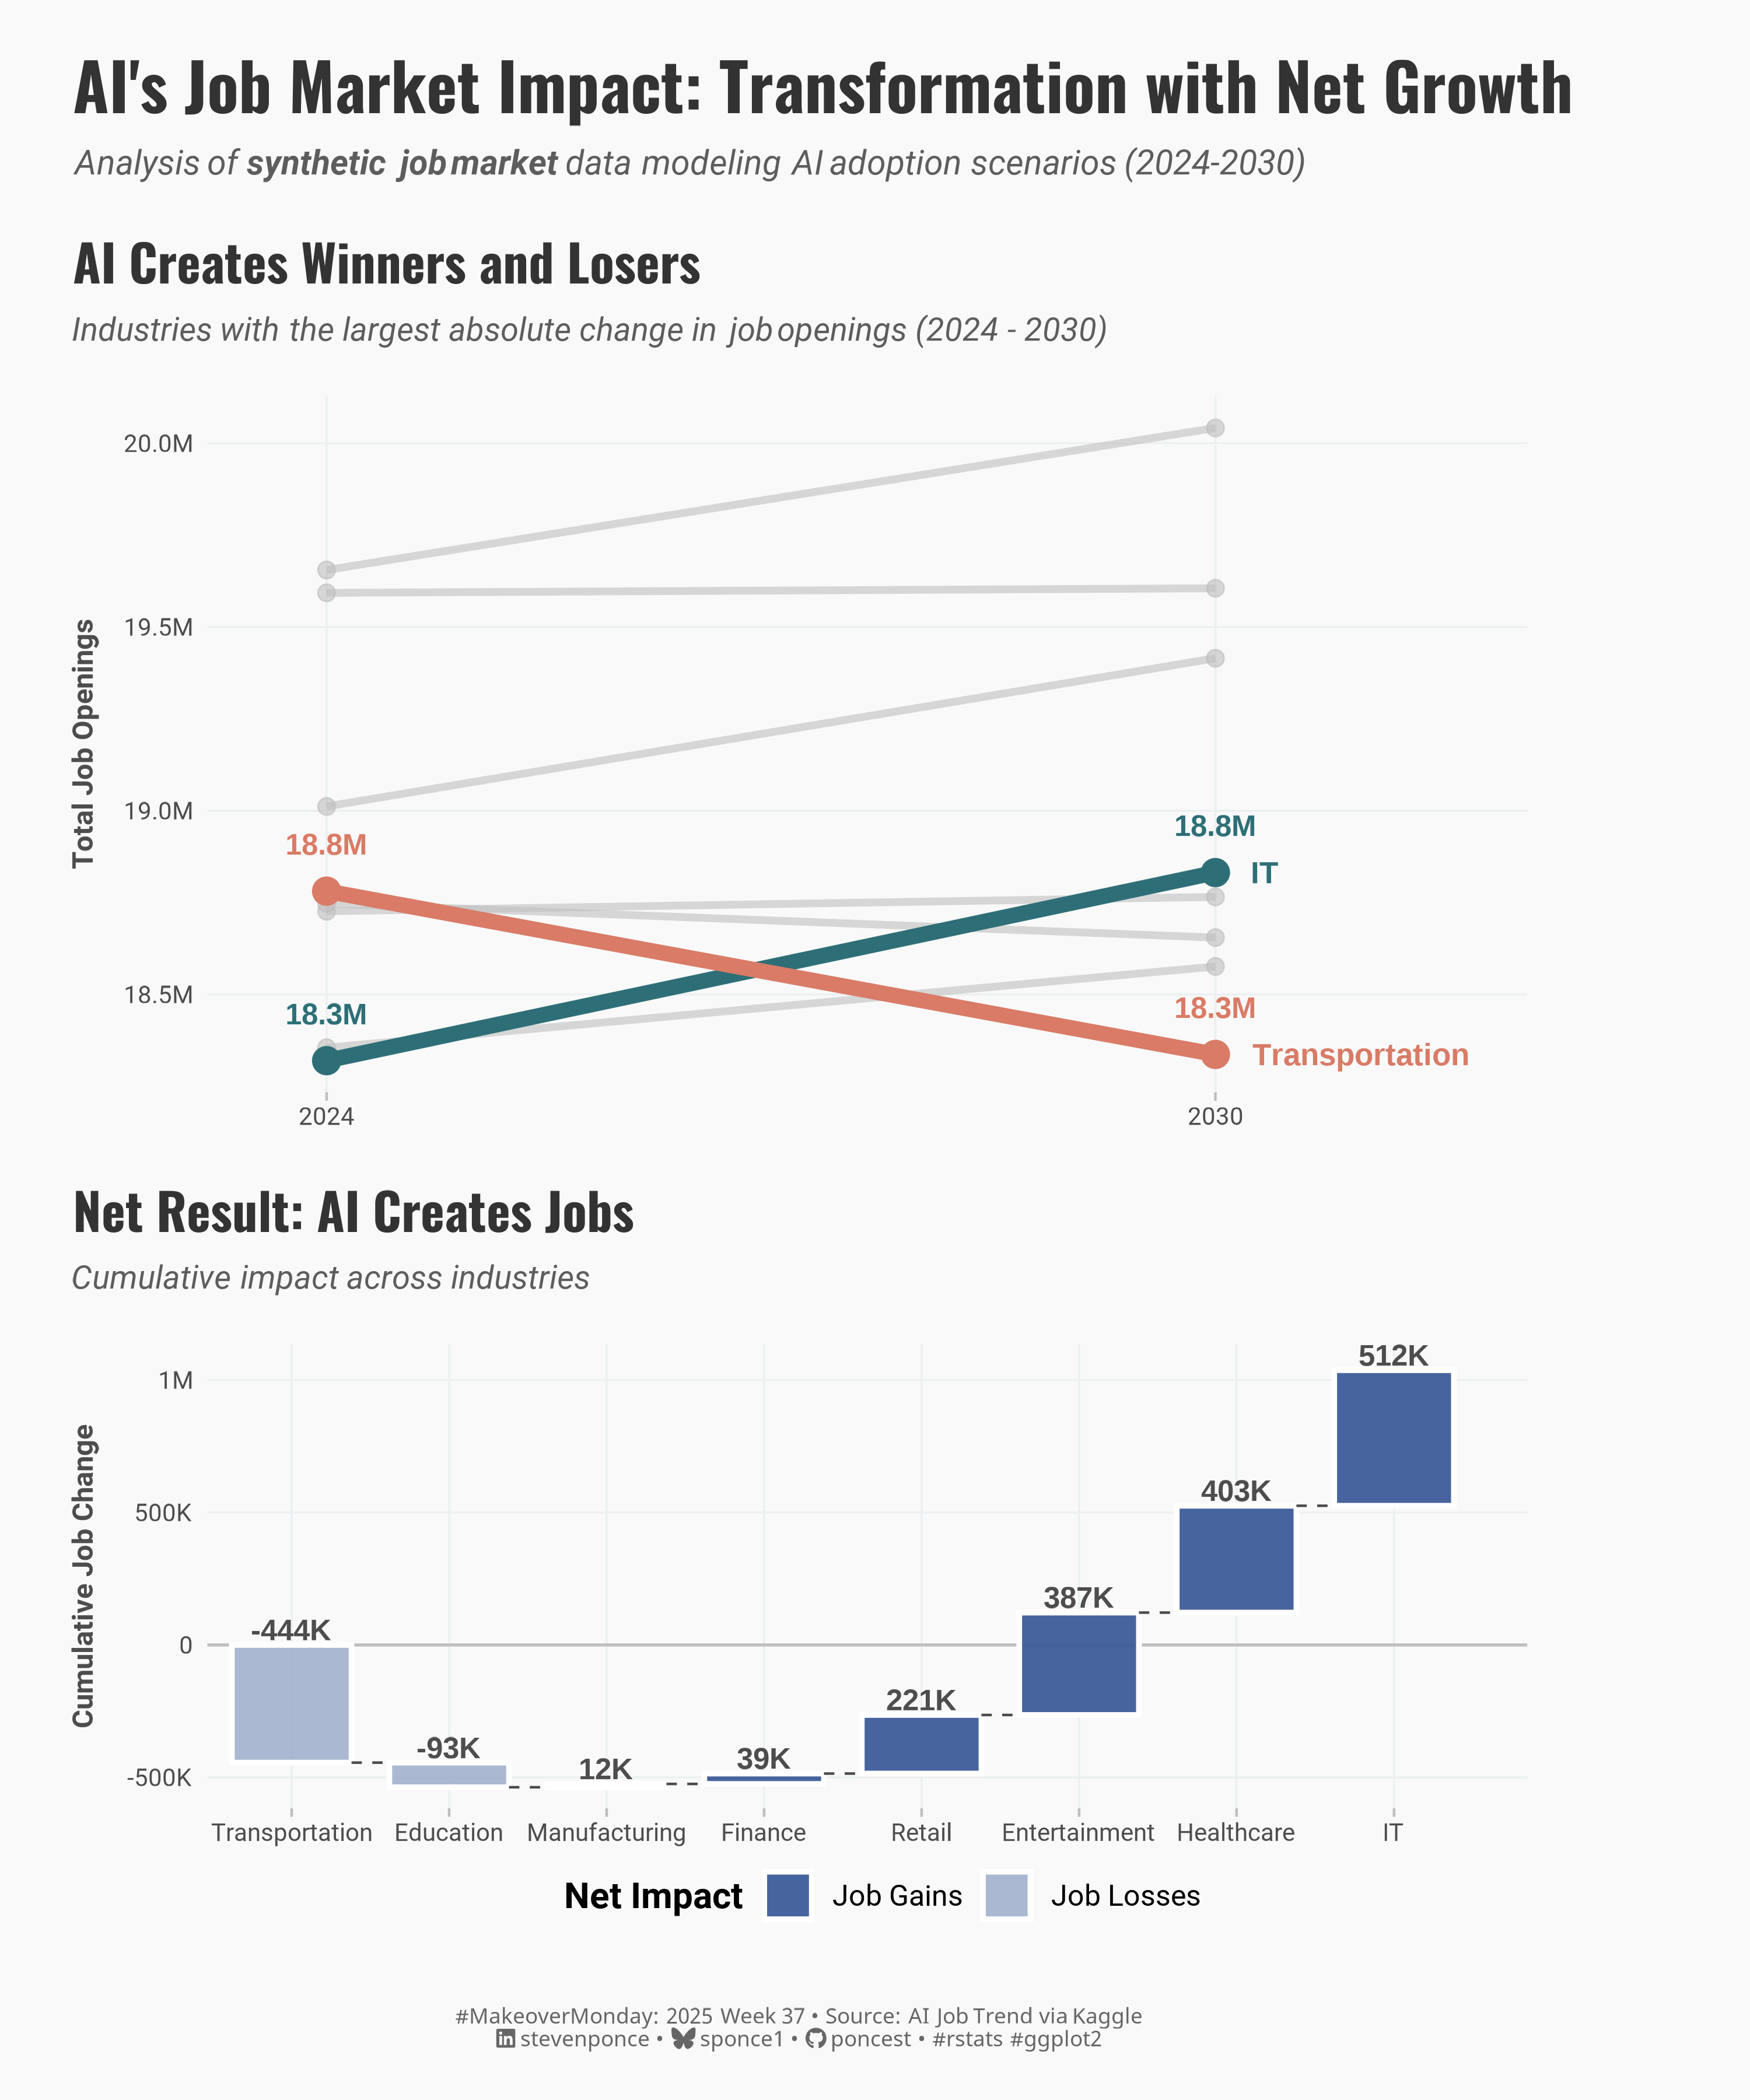 AI's Job Market Impact: Transformation with Net Growth
Analysis of synthetic job market data modeling AI adoption scenarios (2024-2030)
AI Creates Winners and Losers
Industries with the largest absolute change in job openings (2024 - 2030)
Total Job Openings
20.0M
19.5M
19.0M
18.5M
18.8M
18.3M
18.8M
IT
18.3M
Transportation
2024
2030
Net Result: AI Creates Jobs
Cumulative impact across industries
Cumulative Job Change
1M
500K
0
-500K
-444K
-93K
12K
39K
221K
387K
403K
512K
Transportation
Education
Manufacturing
Finance
Retail
Entertainment
Healthcare
IT
Net Impact
Job Gains
Job Losses
#MakeoverMonday: 2025 Week 37 • Source: AI Job Trend via Kaggle
stevenponce • sponce1 • poncest • #rstats #ggplot2